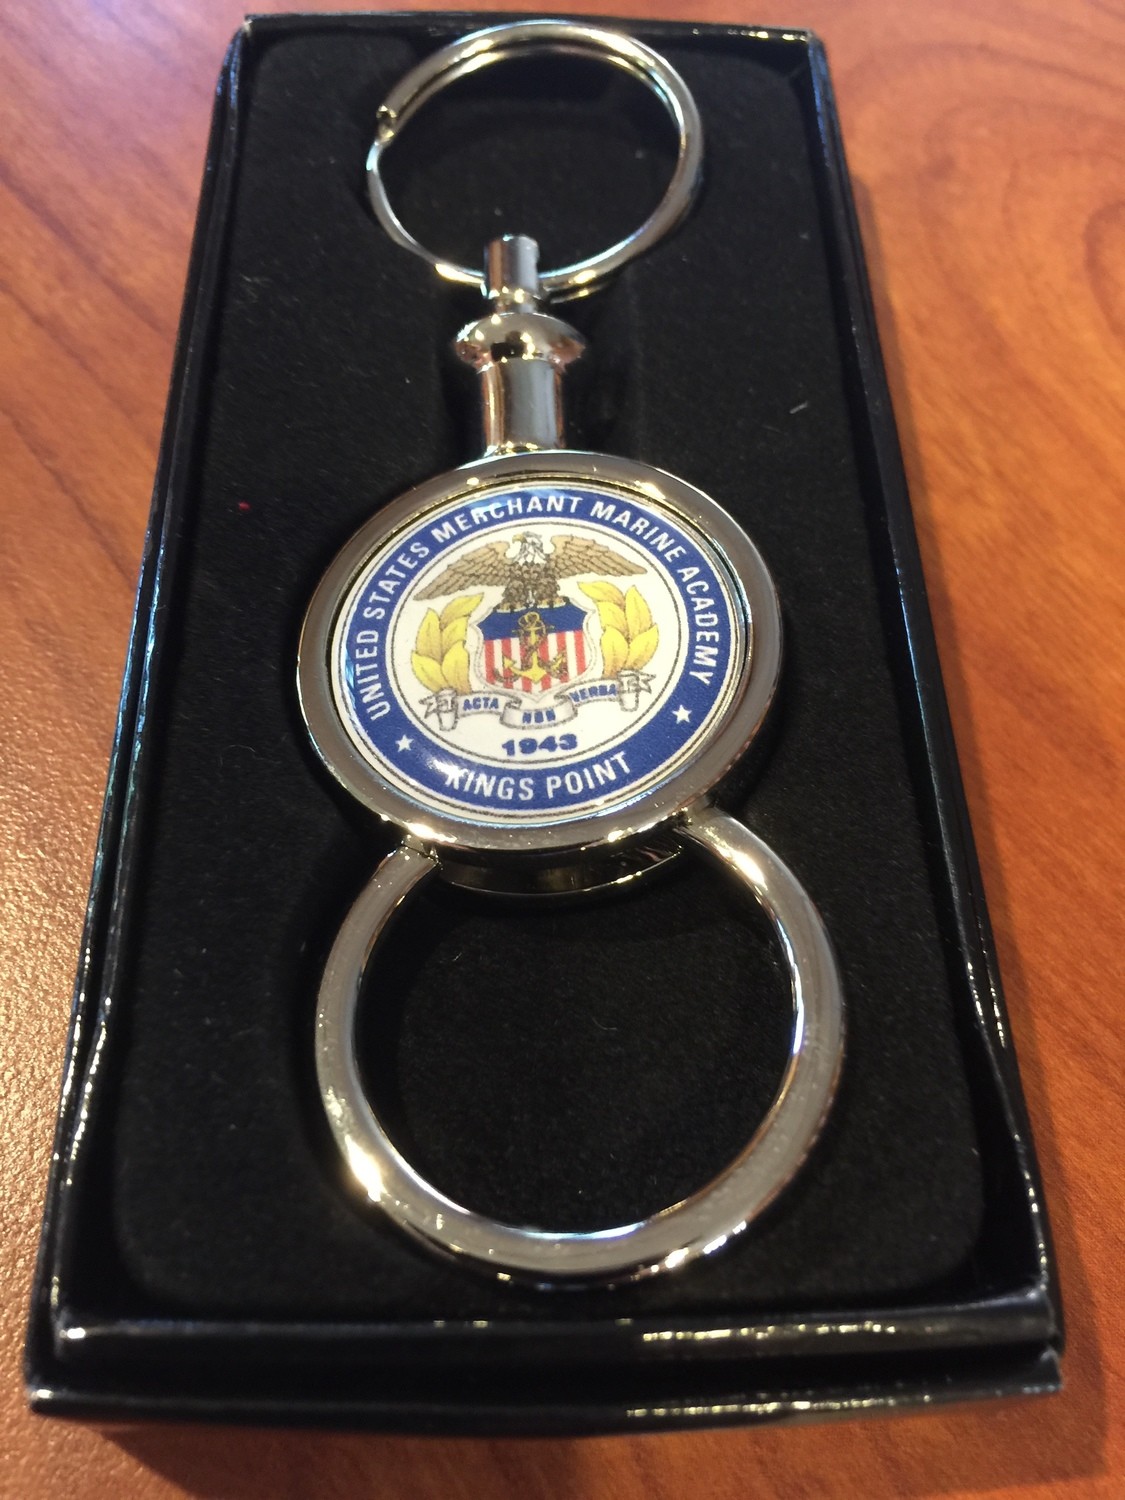 UNITED STATES MERCHANT MARINE ACADEMY
ACTA NON VERBA
1943
KINGS POINT